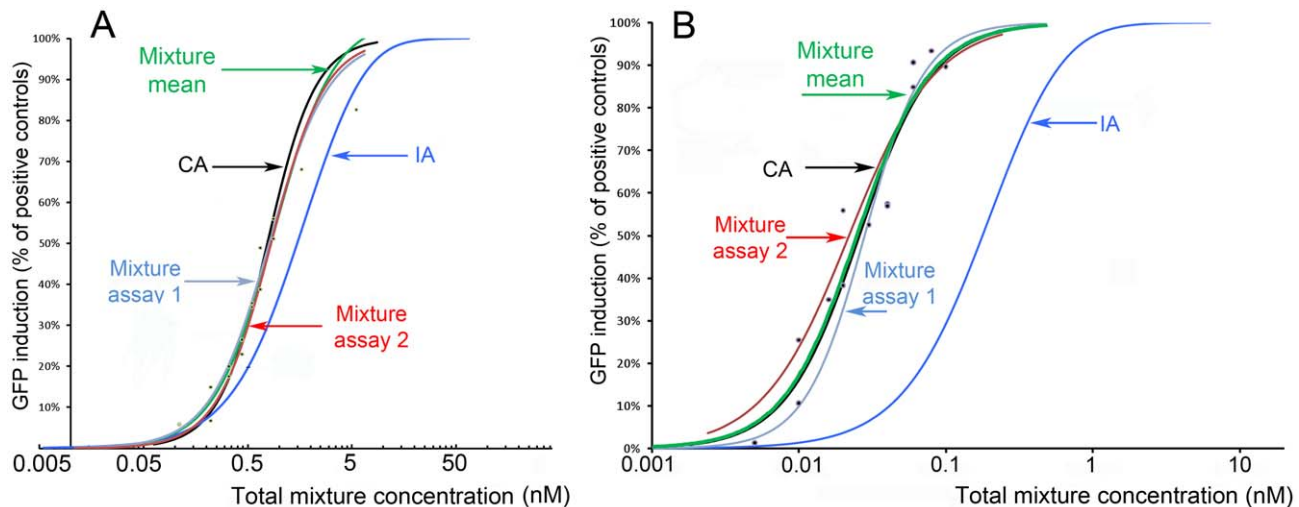 A
GFP induction (% of positive controls)
100%
90%
80%
70%
60%
50%
40%
30%
20%
10%
Mixture
mean
CA
IA
Mixture
assay 1
Mixture
assay 2
0.005
0.05
0.5
5
50
Total mixture concentration (nM)
B
GFP induction (% of positive controls)
100%
90%
80%
70%
60%
50%
40%
30%
20%
10%
0%
Mixture
mean
IA
CA
Mixture
assay 2
Mixture
assay 1
0.001
0.01
0.1
1
10
Total mixture concentration (nM)